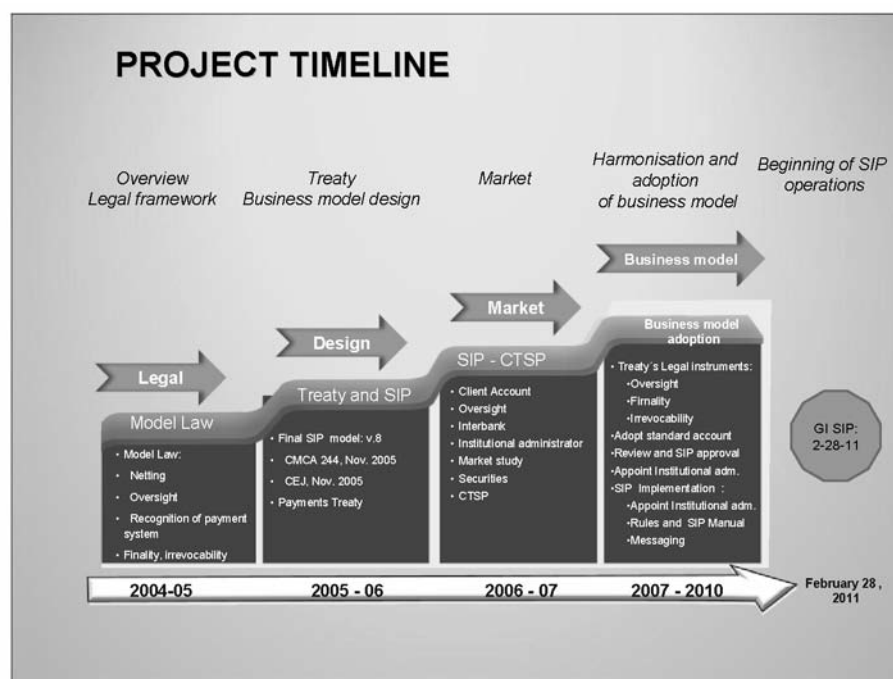 PROJECT TIMELINE
Overview
Legal framework
Treaty
Business model design
Market
Harmonisation and
adoption
of business model
Beginning of SIP
operations
Legal
Design
Market
Business model
Model Law
• Model Law:
Netting
• Oversight
• Recognition of payment
system
• Finality, irrevocability
Treaty and SIP
• Final SIP model: v.8
• CMCA 244, Nov. 2005
• CEJ, Nov. 2005
• Payments Treaty
SIP - CTSP
• Client Account
• Oversight
• Interbank
• Institutional administrator
• Market study
• Securities
• CTSP
Business model
adoption
• Treaty´s Legal instruments:
•Oversight
•Firnality
•Irrevocability
•Adopt standard account
•Review and SIP approval
•Appoint Institutional adm.
•SIP Implementation :
•Appoint Institutional adm.
•Rules and SIP Manual
•Messaging
GI SIP:
2-28-11
2004-05
2005 - 06
2006 - 07
2007 - 2010
February 28 ,
2011